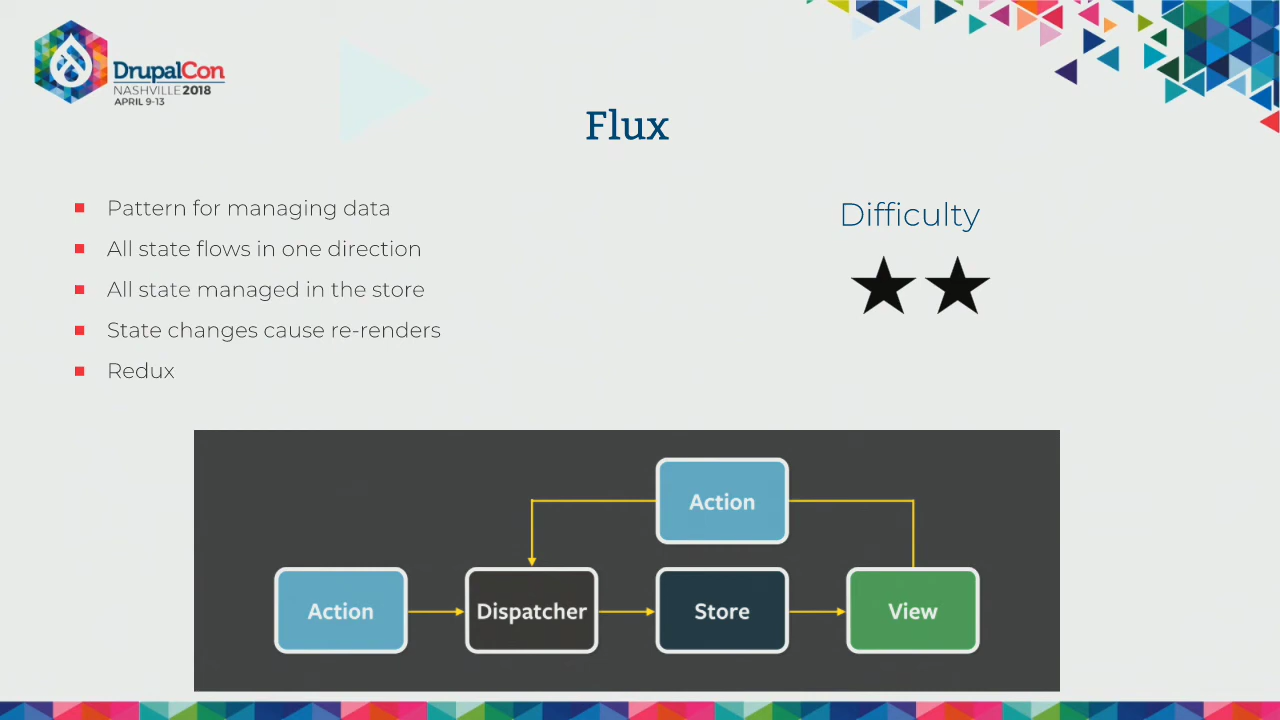 DrupalCon
NASHVILLE 2018
APRIL 9-13
Flux
Pattern for managing data
All state flows in one direction
All state managed in the store
State changes cause re-renders
Redux
Difficulty
Action
Action
Dispatcher
Store
View